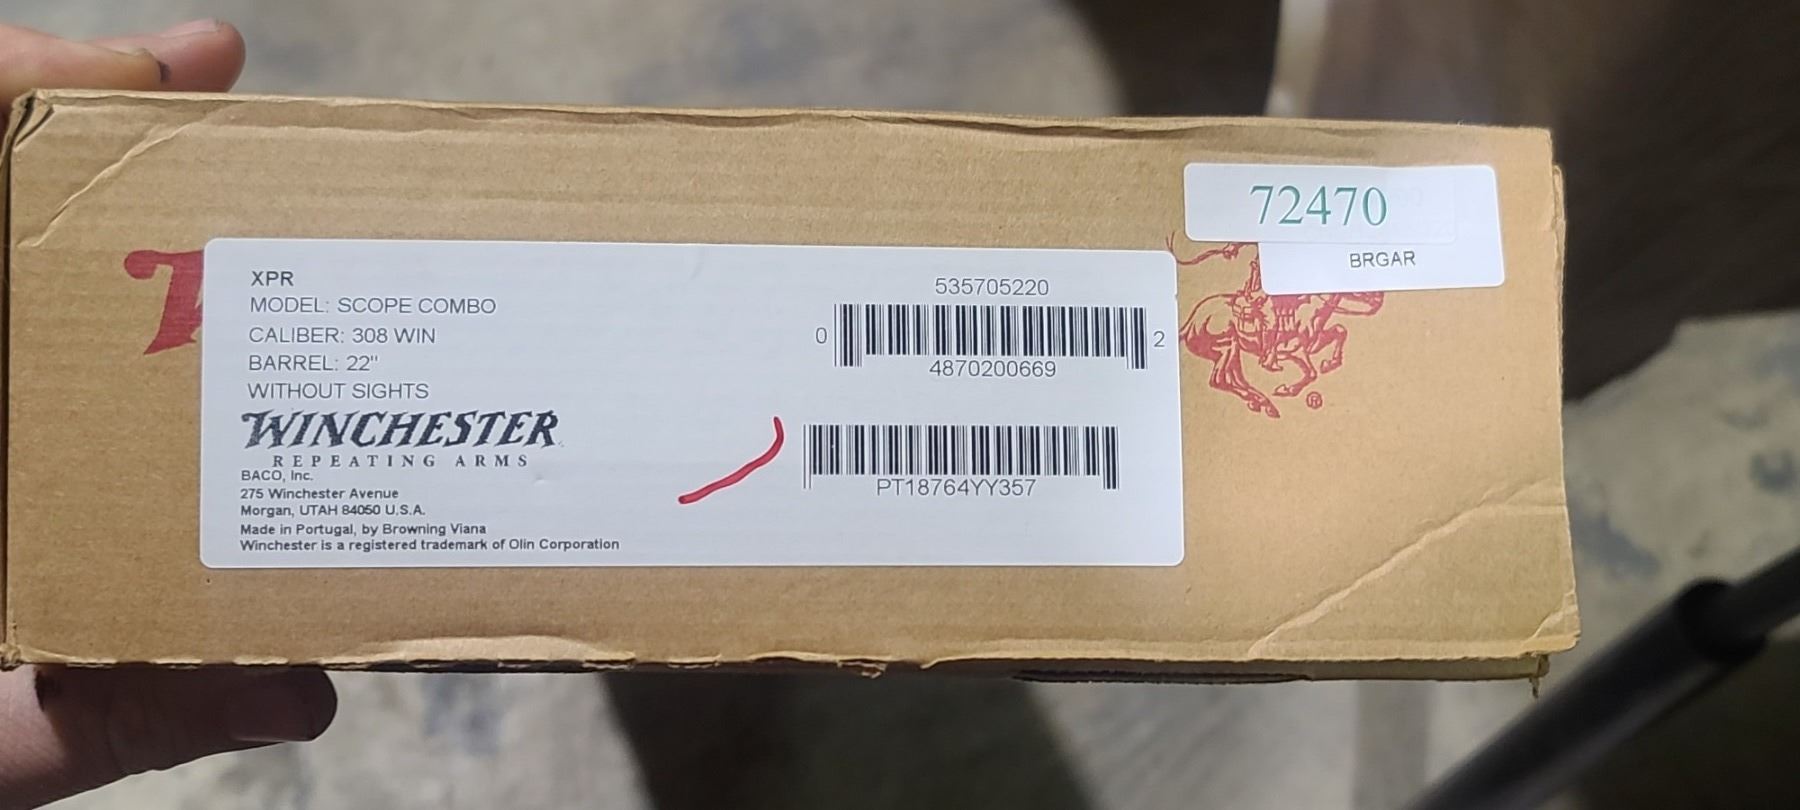 XPR
MODEL: SCOPE COMBO
CALIBER: 308 WIN
BARREL: 22"
WITHOUT SIGHTS
WINCHESTER
REPEATING ARMS
BACO, Inc.
275 Winchester Avenue
Morgan, UTAH 84050 U.S.A.
Made in Portugal, by Browning Viana
Winchester is a registered trademark of Olin Corporation
535705220
0 4870200669 2
PT18764YY357
72470
BRGAR
W
®